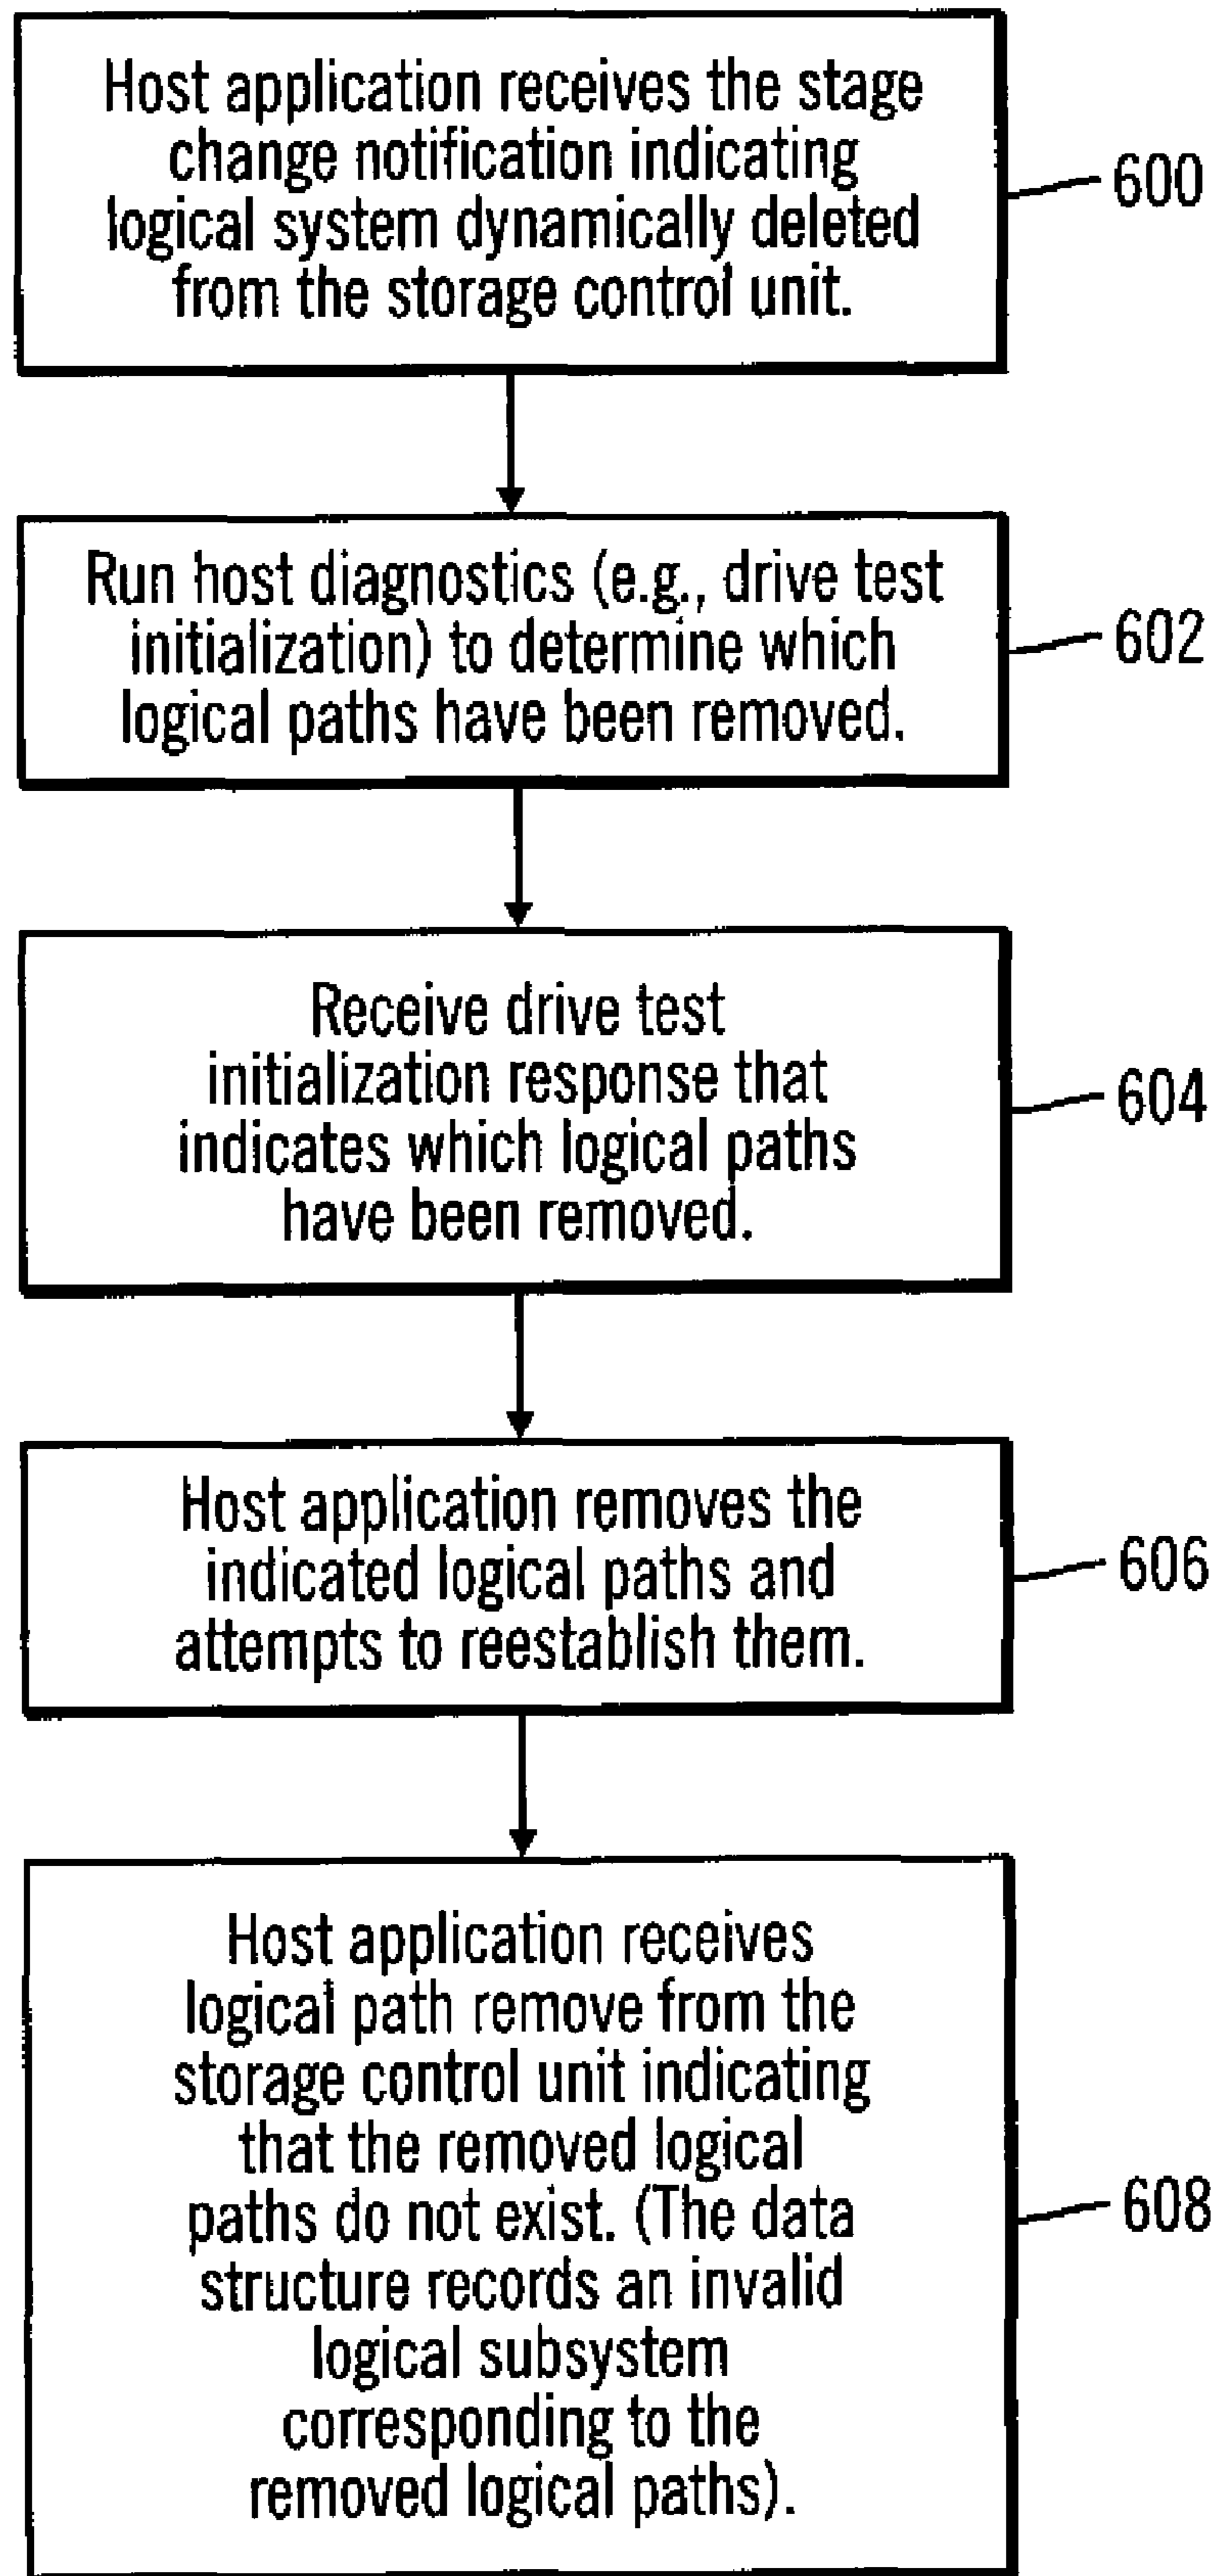 Host application receives the stage
change notification indicating
logical system dynamically deleted
from the storage control unit.
600
Run host diagnostics (e.g., drive test
initialization) to determine which
logical paths have been removed.
602
Receive drive test
initialization response that
indicates which logical paths
have been removed.
604
Host application removes the
indicated logical paths and
attempts to reestablish them.
606
Host application receives
logical path remove from the
storage control unit indicating
that the removed logical
paths do not exist. (The data
structure records an invalid
logical subsystem
corresponding to the
removed logical paths).
608